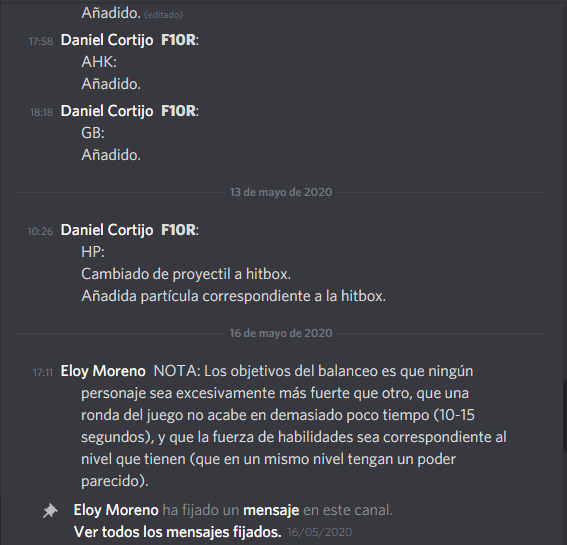 Añadido. (editado)
17:58 Daniel Cortijo F10R:
AHK:
Añadido.
18:18 Daniel Cortijo F10R:
GB:
Añadido.
13 de mayo de 2020
10:26 Daniel Cortijo F10R:
HP:
Cambiado de proyectil a hitbox.
Añadida partícula correspondiente a la hitbox.
16 de mayo de 2020
17:11 Eloy Moreno NOTA: Los objetivos del balanceo es que ningún
personaje sea excesivamente más fuerte que otro, que una
ronda del juego no acabe en demasiado poco tiempo (10-15
segundos), y que la fuerza de habilidades sea correspondiente al
nivel que tienen (que en un mismo nivel tengan un poder
parecido).
Eloy Moreno ha fijado un mensaje en este canal.
Ver todos los mensajes fijados. 16/05/2020